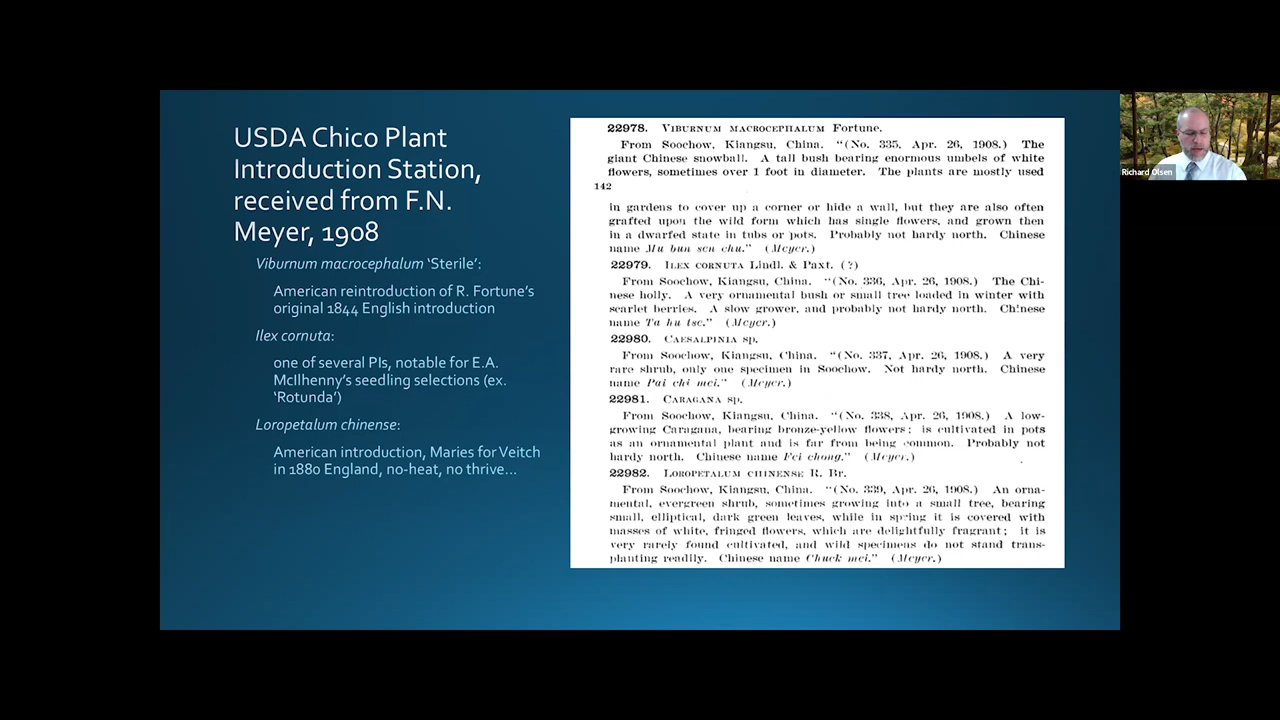 USDA Chico Plant
Introduction Station,
received from F.N.
Meyer, 1908
Viburnum macrocephalum ‘Sterile’:
American reintroduction of R. Fortune’s
original 1844 English introduction
Ilex cornuta:
one of several PIs, notable for E.A.
McIlhenny’s seedling selections (ex.
‘Rotunda’)
Loropetalum chinense:
American introduction, Maries for Veitch
in 1880 England, no-heat, no thrive...
22978. VIBURNUM MACROCEPHALUM Fortune.
From Soochow, Kiangsu, China. "(No. 335, Apr. 26, 1908.) The
giant Chinese snowball. A tall bush bearing enormous umbels of white
flowers, sometimes over 1 foot in diameter. The plants are mostly used
142
in gardens to cover up a corner or hide a wall, but they are also often
grafted upon the wild form which has single flowers, and grown then
in a dwarfed state in tubs or pots. Probably not hardy north. Chinese
name Mu bun sen chu." (Meyer.)
22979. ILEX CORNUTA Lindl. & Paxt. (?)
From Soochow, Kiangsu, China. "(No. 336, Apr. 26, 1908.) The Chi-
nese holly. A very ornamental bush or small tree loaded in winter with
scarlet berries. A slow grower, and probably not hardy north. Chinese
name Ta hu tse." (Meyer.)
22980. CAESALPINIA sp.
From Soochow, Kiangsu, China. "(No. 337, Apr. 26, 1908.) A very
rare shrub, only one specimen in Soochow. Not hardy north. Chinese
name Pai chi mei." (Meyer.)
22981. CARAGANA sp.
From Soochow, Kiangsu, China. "(No. 338, Apr. 26, 1908.) A low-
growing Caragana, bearing bronze-yellow flowers; is cultivated in pots
as an ornamental plant and is far from being common. Probably not
hardy north. Chinese name Fei chong." (Meyer.)
22982. LOROPETALUM CHINENSE R. Br.
From Soochow, Kiangsu, China. "(No. 339, Apr. 26, 1908.) An orna-
mental, evergreen shrub, sometimes growing into a small tree, bearing
small, elliptical, dark green leaves, while in spring it is covered with
masses of white, fringed flowers, which are delightfully fragrant; it is
very rarely found cultivated, and wild specimens do not stand trans-
planting readily. Chinese name Chuck mei." (Meyer.)
Richard Olsen